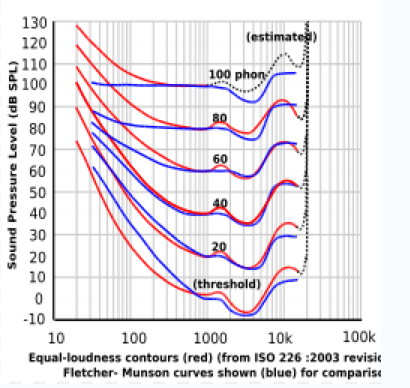 130
120
110
100
90
80
70
60
50
40
30
20
10
0
-10
Sound Pressure Level (dB SPL)
(estimated)
100 phon
80
60
40
20
(threshold)
10 100 1000 10k 100k
Equal-loudness contours (red) (from ISO 226 :2003 revisio
Fletcher- Munson curves shown (blue) for compariso